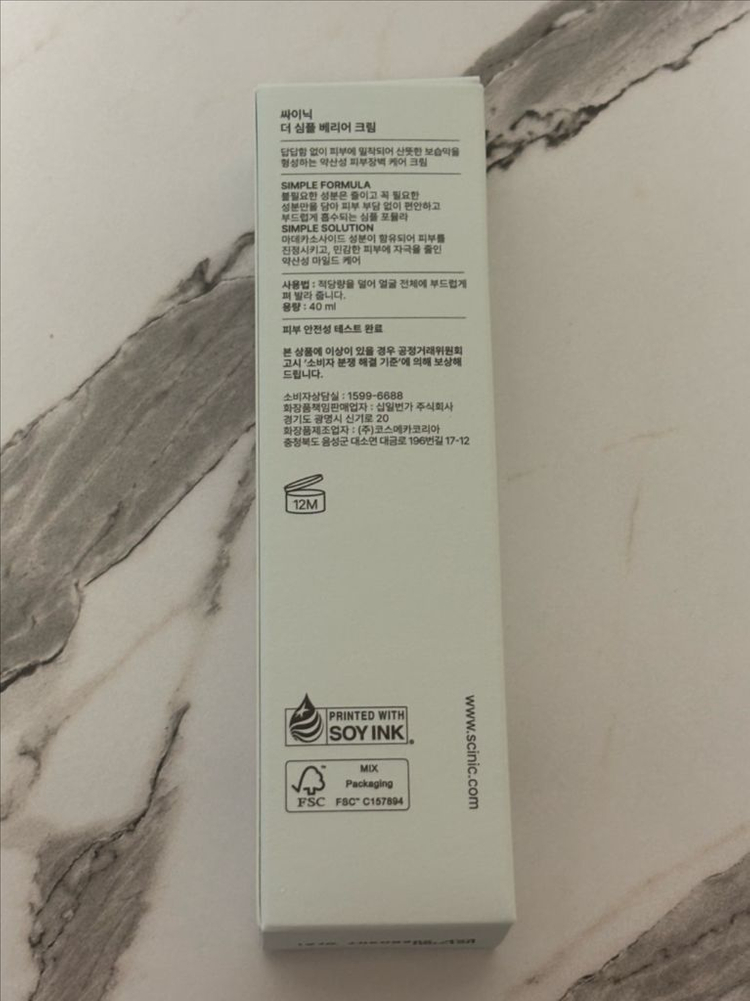 싸이닉
더 심플 베리어 크림
답답함 없이 피부에 밀착되어 산뜻한 보습막을
형성하는 약산성 피부장벽 케어 크림
SIMPLE FORMULA
불필요한 성분은 줄이고 꼭 필요한
성분만을 담아 피부 부담 없이 편안하고
부드럽게 흡수되는 심플 포뮬라
SIMPLE SOLUTION
마데카소사이드 성분이 함유되어 피부를
진정시키고, 민감한 피부에 자극을 줄인
약산성 마일드 케어
사용법 : 적당량을 덜어 얼굴 전체에 부드럽게
펴 발라 줍니다.
용량 : 40 ml
피부 안전성 테스트 완료
본 상품에 이상이 있을 경우 공정거래위원회
고시 '소비자 분쟁 해결 기준'에 의해 보상해
드립니다.
소비자상담실 : 1599-6688
화장품책임판매업자 : 십일번가 주식회사
경기도 광명시 신기로 20
화장품제조업자 : (주)코스메카코리아
충청북도 음성군 대소면 대금로 196번길 17-12
12M
PRINTED WITH
SOY INK
MIX
Packaging
FSC
FSC™ C157894
www.scinic.com